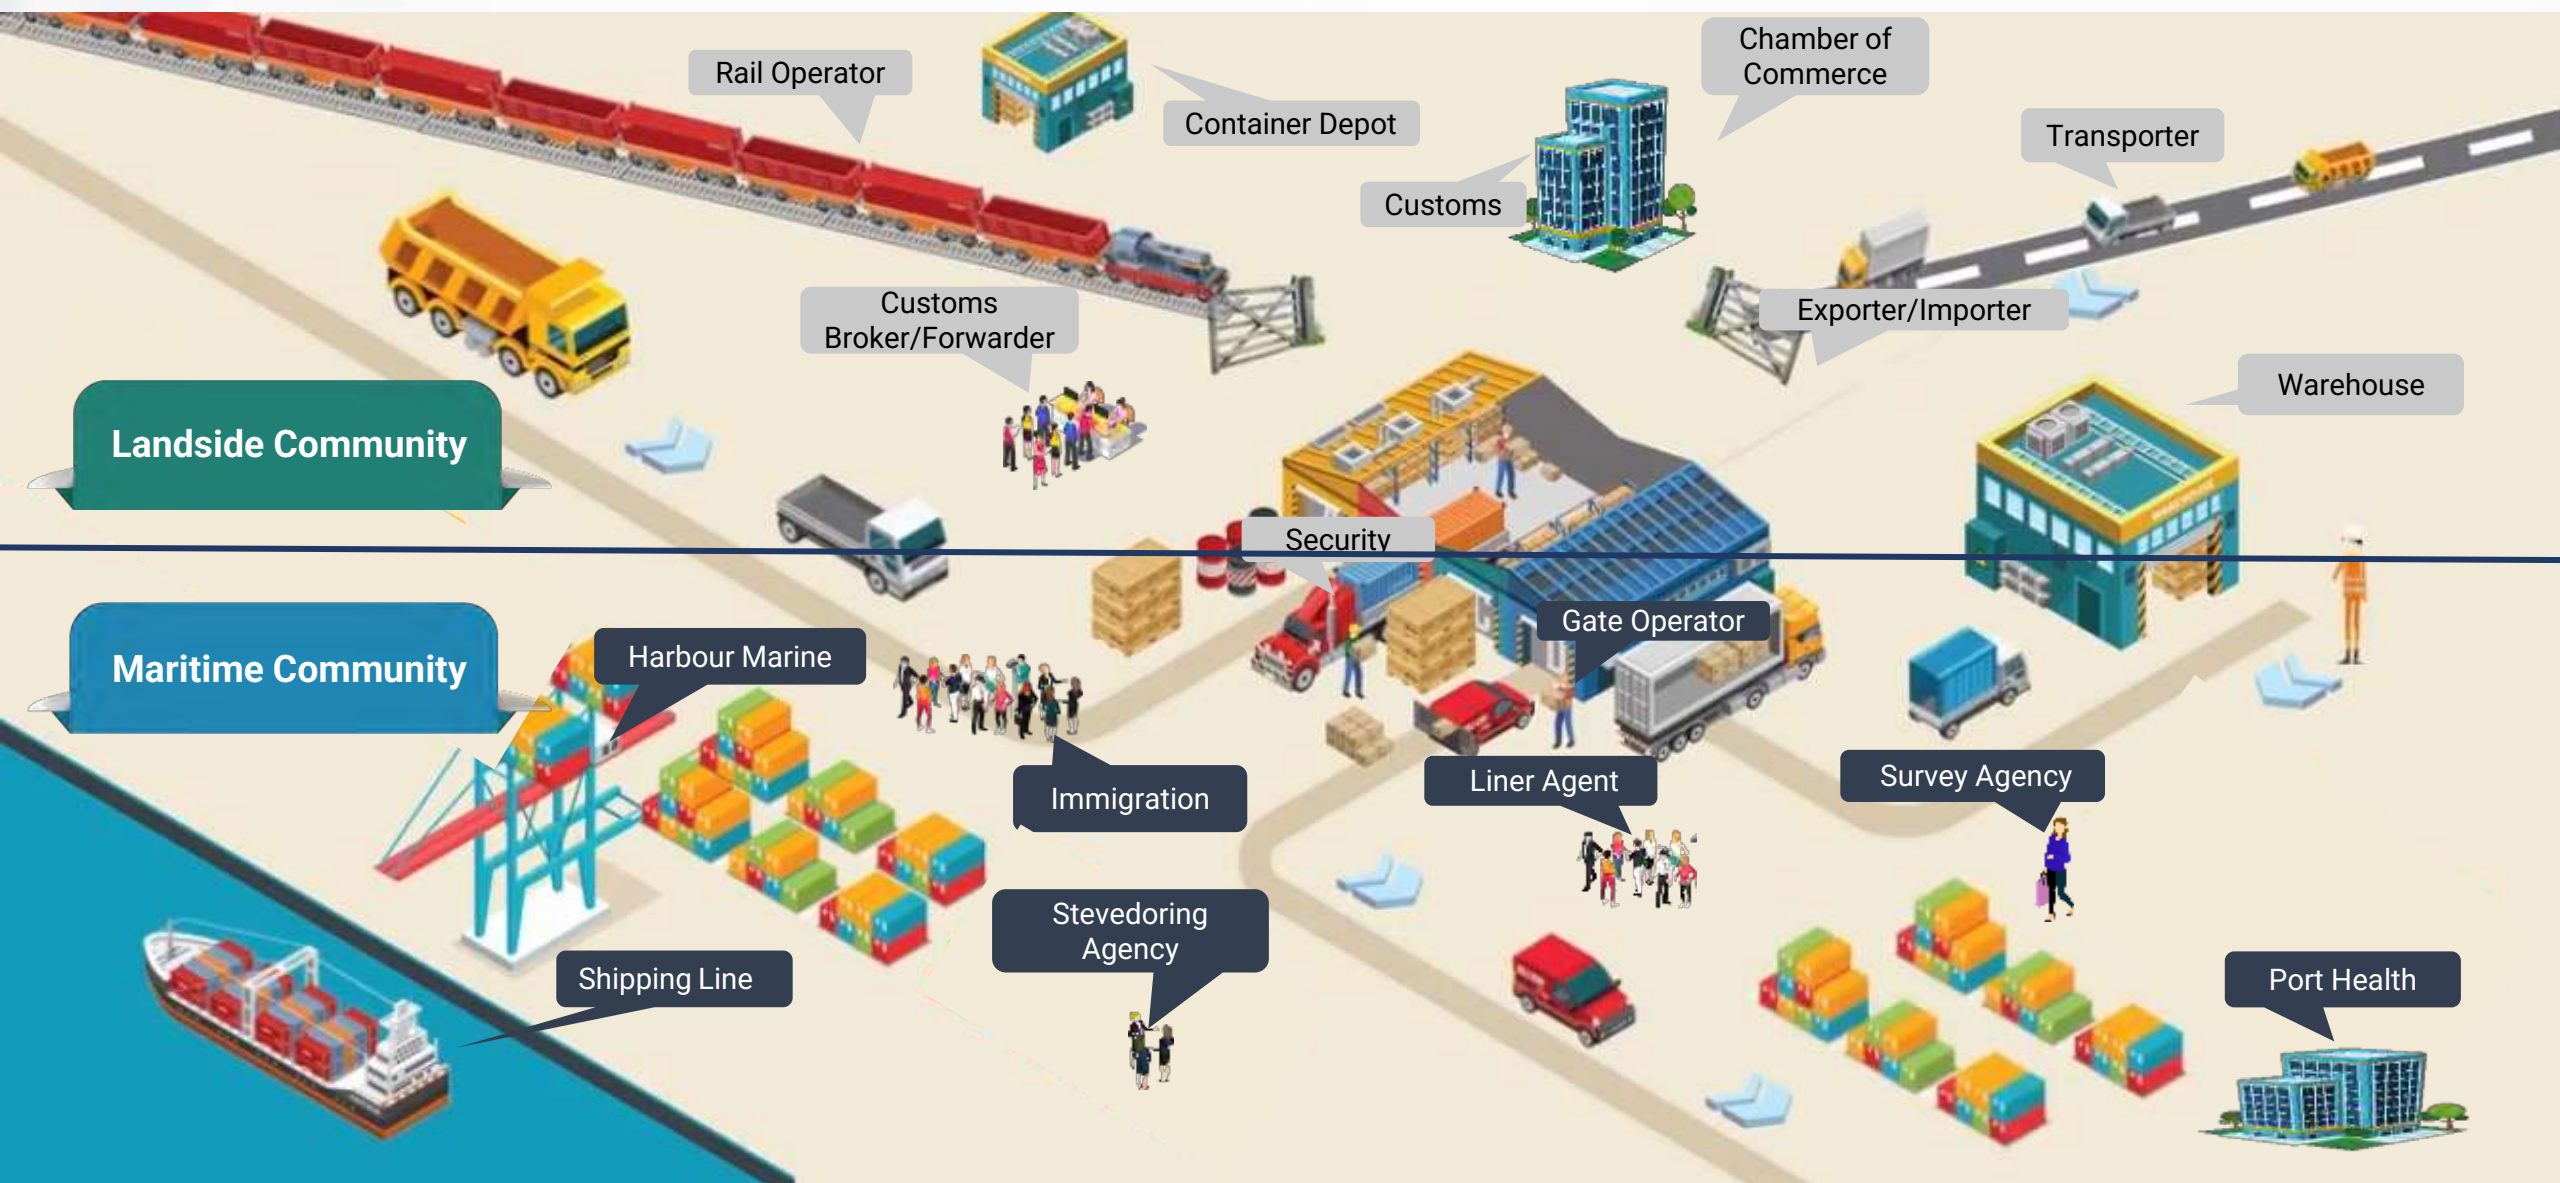 Chamber of
Commerce
Rail Operator
Container Depot
Transporter
Customs
Customs
Broker/Forwarder
Exporter/Importer
Warehouse
Landside Community
Security
Gate Operator
Harbour Marine
Maritime Community
Immigration
Liner Agent
Survey Agency
Stevedoring
Agency
Shipping Line
Port Health